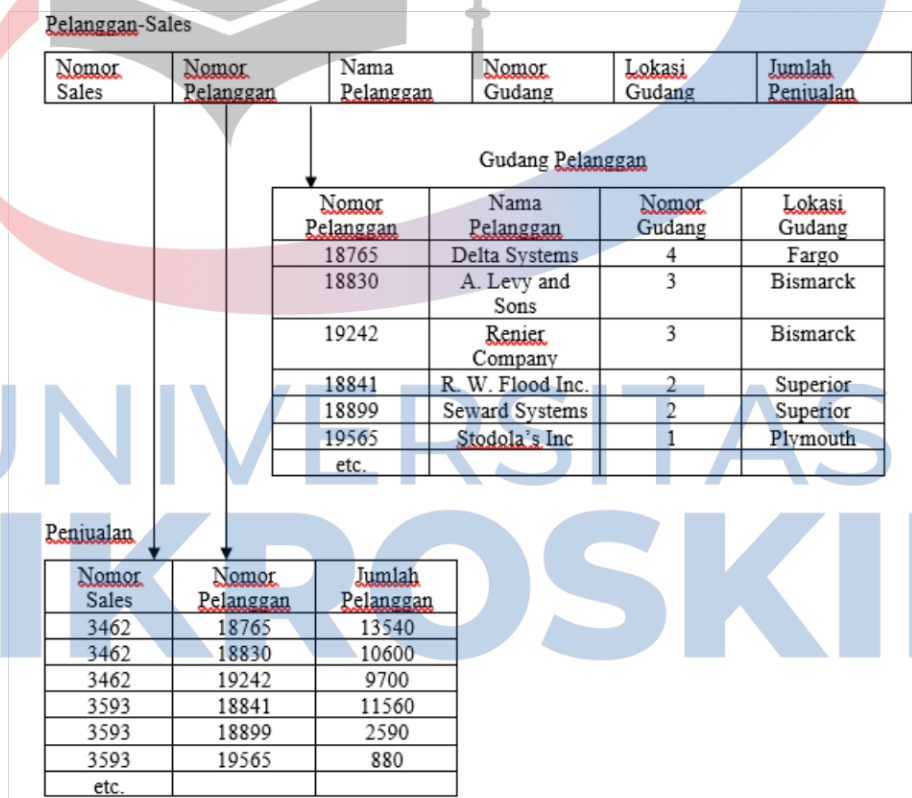 Pelanggan-Sales
Nomor Sales	Nomor Pelanggan	Nama Pelanggan	Nomor Gudang	Lokasi Gudang	Jumlah Penjualan
Gudang Pelanggan
Nomor Pelanggan	Nama Pelanggan	Nomor Gudang	Lokasi Gudang
18765	Delta Systems	4	Fargo
18830	A. Levy and Sons	3	Bismarck
19242	Renier Company	3	Bismarck
18841	R. W. Flood Inc.	2	Superior
18899	Seward Systems	2	Superior
19565	Stodola's Inc	1	Plymouth
etc.
Penjualan
Nomor Sales	Nomor Pelanggan	Jumlah Pelanggan
3462	18765	13540
3462	18830	10600
3462	19242	9700
3593	18841	11560
3593	18899	2590
3593	19565	880
etc.
UNIVERSITAS
MIKROSKIL